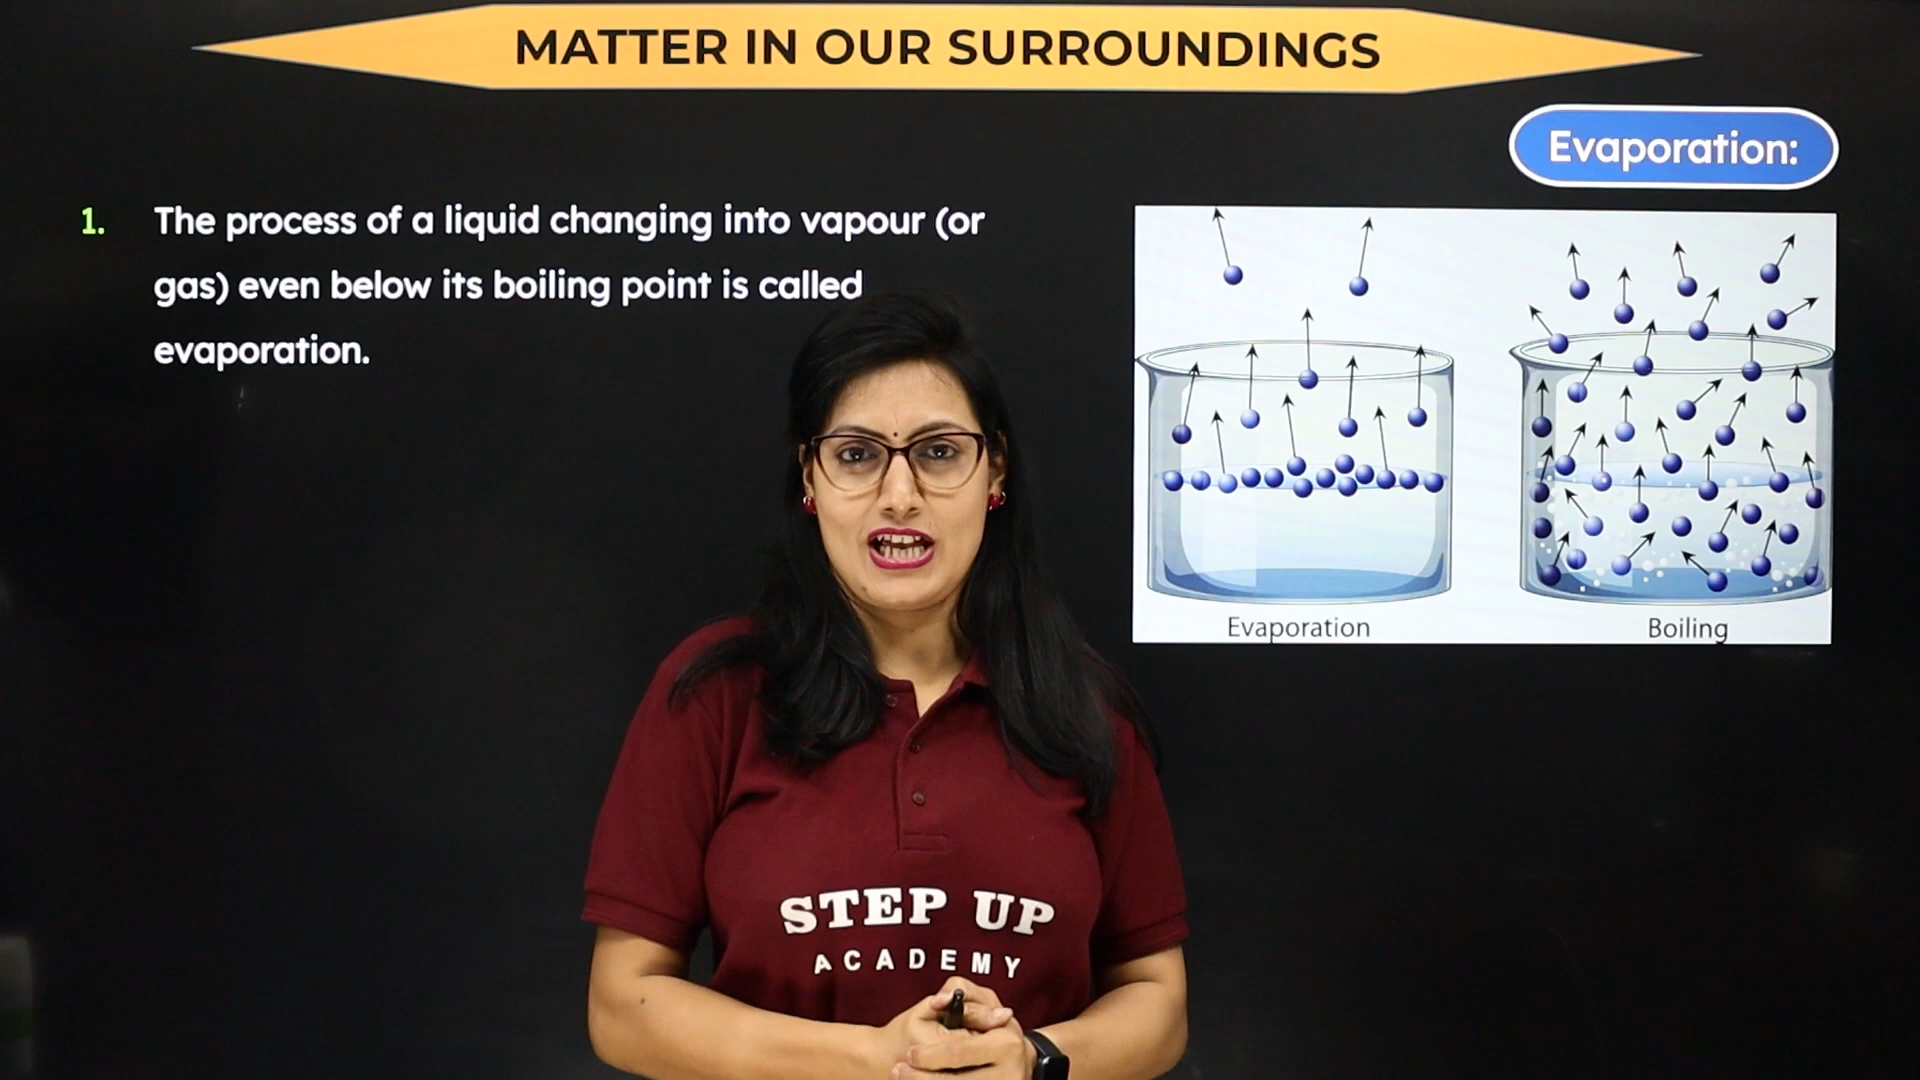 MATTER IN OUR SURROUNDINGS
Evaporation:
1. The process of a liquid changing into vapour (or
gas) even below its boiling point is called
evaporation.
Evaporation
Boiling
STEP UP
ACADEMY